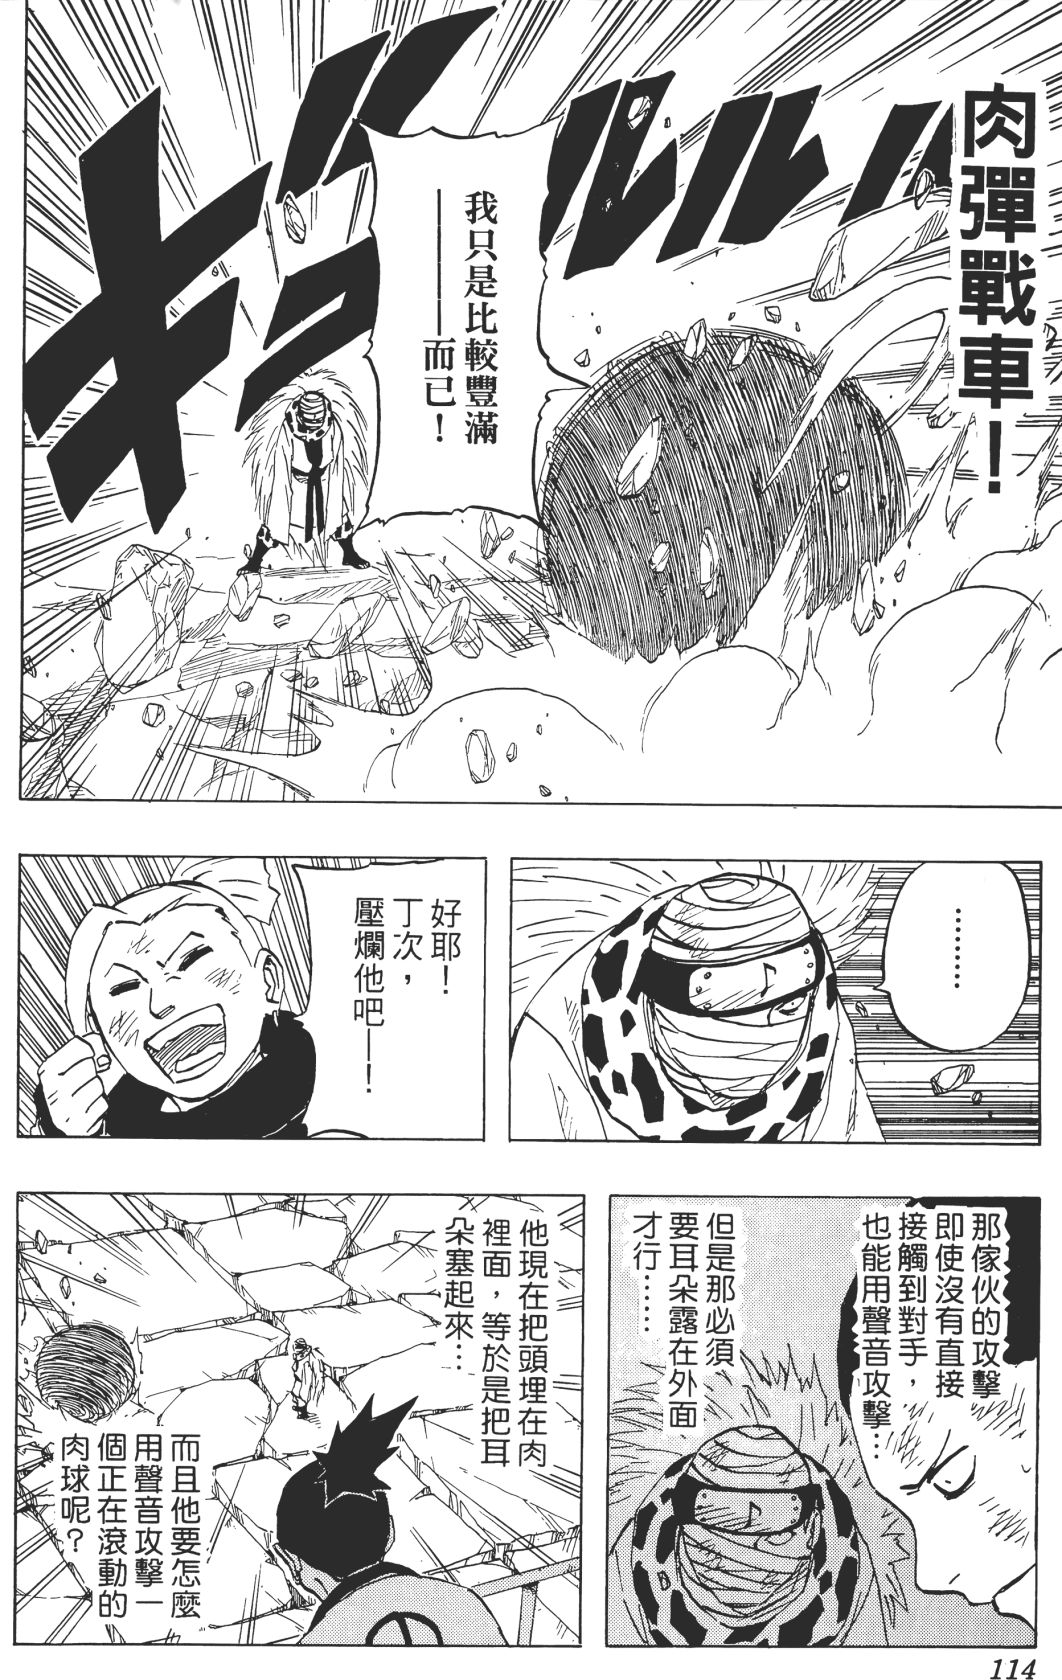 肉彈戰車！
ギュルルル
我只是比較豐滿
——而已！
………
好耶！
丁次，
壓爛他吧——！
那傢伙的攻擊
即使沒有直接
接觸到對手，
也能用聲音攻擊…
但是那必須
要耳朵露在外面
才行……
他現在把頭埋在肉
裡面，等於是把耳
朵塞起來…
而且他要怎麼
用聲音攻擊一
個正在滾動的
肉球呢？
114